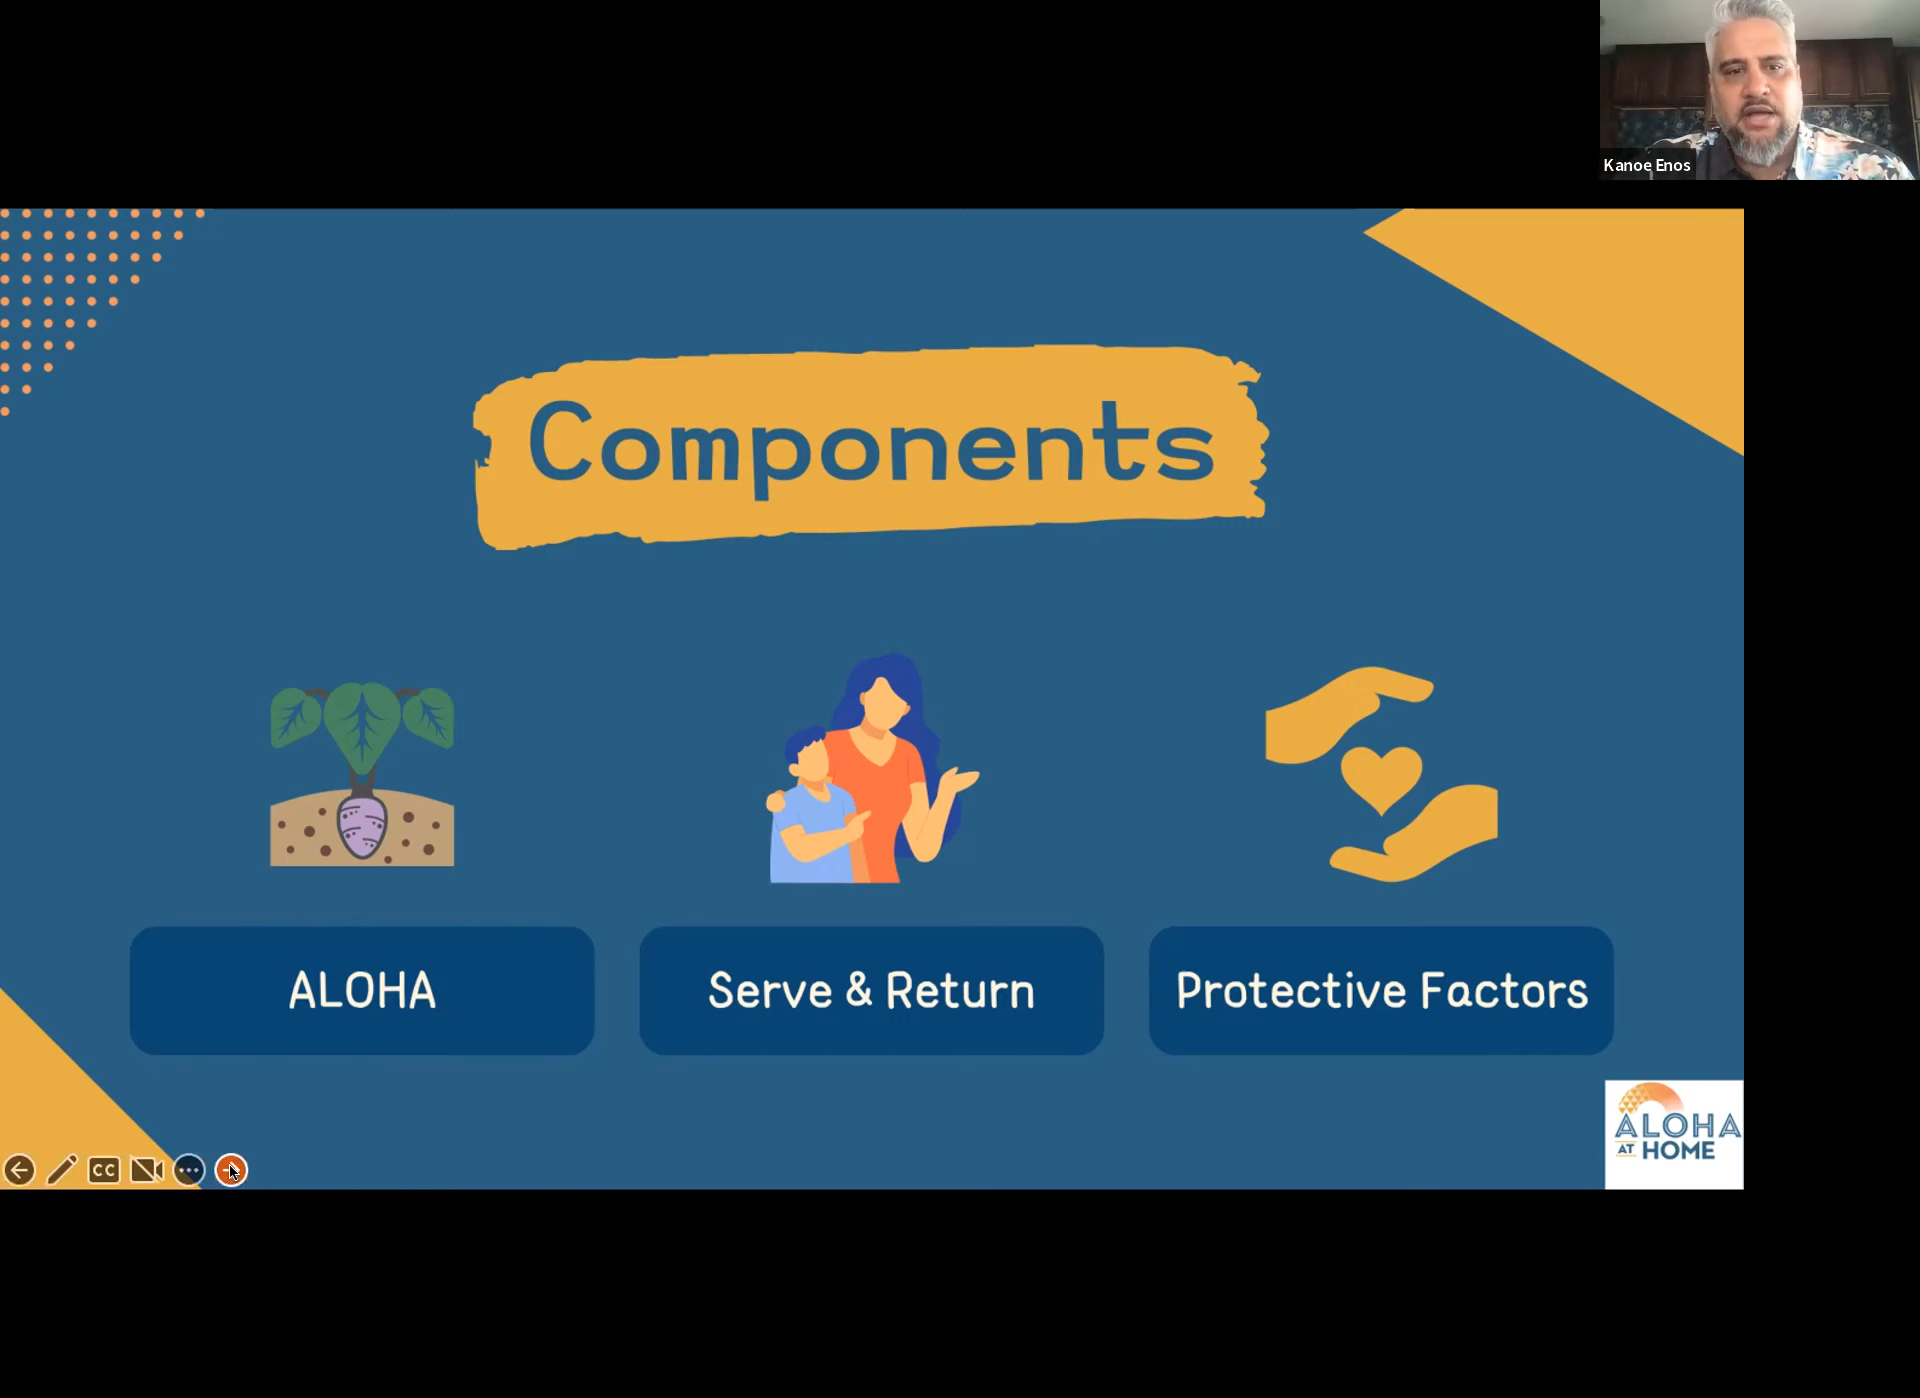 Kanoe Enos
Components
ALOHA
Serve & Return
Protective Factors
ALOHA
AT HOME
CC